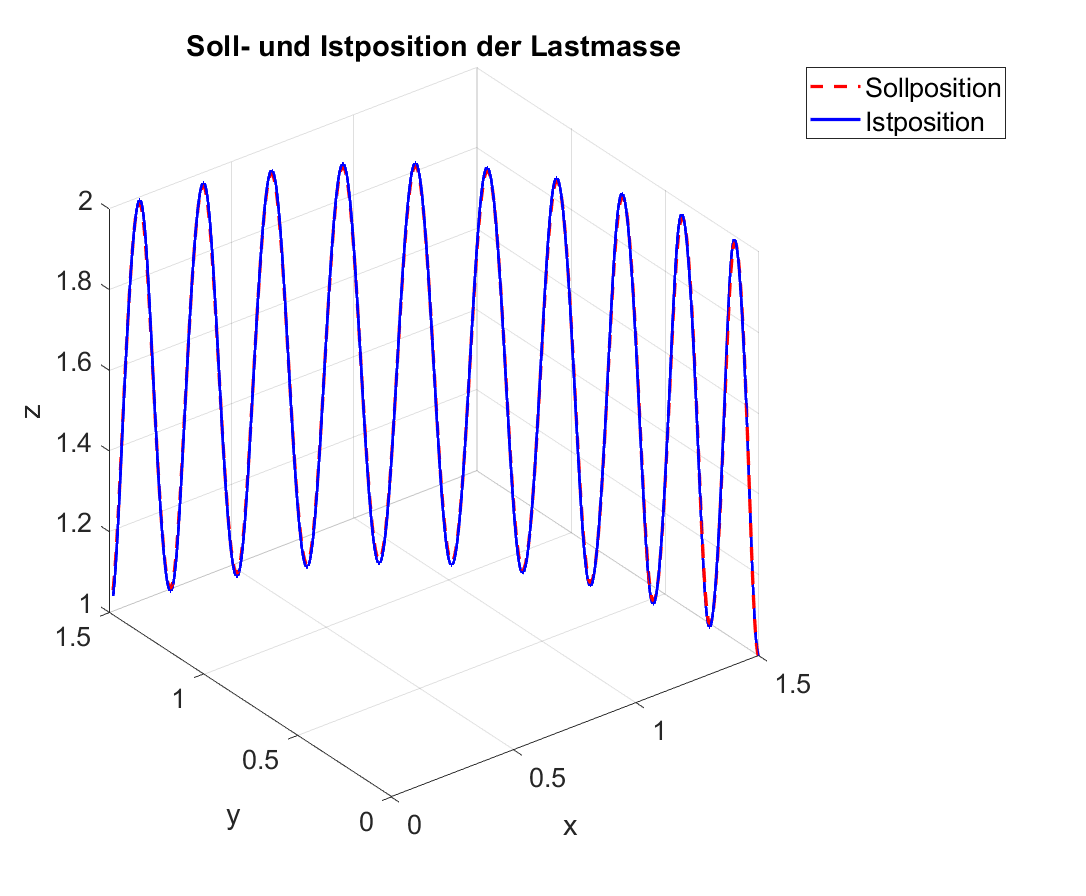 Soll- und Istposition der Lastmasse
Sollposition
Istposition
2
1.8
1.6
1.4
1.2
1
z
1.5
1
0.5
0
y
0
0.5
1
1.5
x